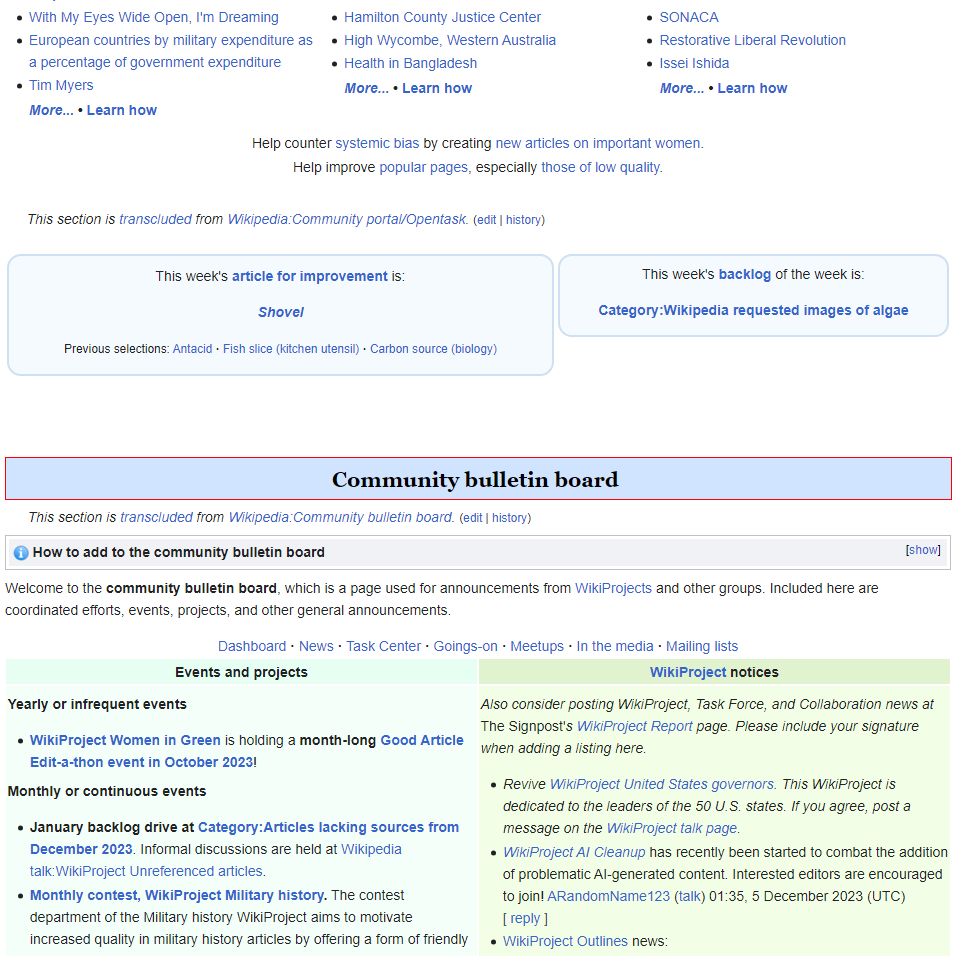 With My Eyes Wide Open, I'm Dreaming
European countries by military expenditure as
a percentage of government expenditure
Tim Myers
More... • Learn how
Hamilton County Justice Center
High Wycombe, Western Australia
Health in Bangladesh
More... • Learn how
SONACA
Restorative Liberal Revolution
Issei Ishida
More... • Learn how
Help counter systemic bias by creating new articles on important women.
Help improve popular pages, especially those of low quality.
This section is transcluded from Wikipedia:Community portal/Opentask. (edit | history)
This week's article for improvement is:
Shovel
Previous selections: Antacid · Fish slice (kitchen utensil) · Carbon source (biology)
This week's backlog of the week is:
Category:Wikipedia requested images of algae
Community bulletin board
This section is transcluded from Wikipedia:Community bulletin board. (edit | history)
How to add to the community bulletin board
[show]
Welcome to the community bulletin board, which is a page used for announcements from WikiProjects and other groups. Included here are
coordinated efforts, events, projects, and other general announcements.
Dashboard · News · Task Center · Goings-on · Meetups · In the media · Mailing lists
Events and projects
Yearly or infrequent events
WikiProject Women in Green is holding a month-long Good Article
Edit-a-thon event in October 2023!
Monthly or continuous events
January backlog drive at Category:Articles lacking sources from
December 2023. Informal discussions are held at Wikipedia
talk:WikiProject Unreferenced articles.
Monthly contest, WikiProject Military history. The contest
department of the Military history WikiProject aims to motivate
increased quality in military history articles by offering a form of friendly
WikiProject notices
Also consider posting WikiProject, Task Force, and Collaboration news at
The Signpost's WikiProject Report page. Please include your signature
when adding a listing here.
Revive WikiProject United States governors. This WikiProject is
dedicated to the leaders of the 50 U.S. states. If you agree, post a
message on the WikiProject talk page.
WikiProject AI Cleanup has recently been started to combat the addition
of problematic AI-generated content. Interested editors are encouraged
to join! ARandomName123 (talk) 01:35, 5 December 2023 (UTC)
[ reply ]
WikiProject Outlines news: